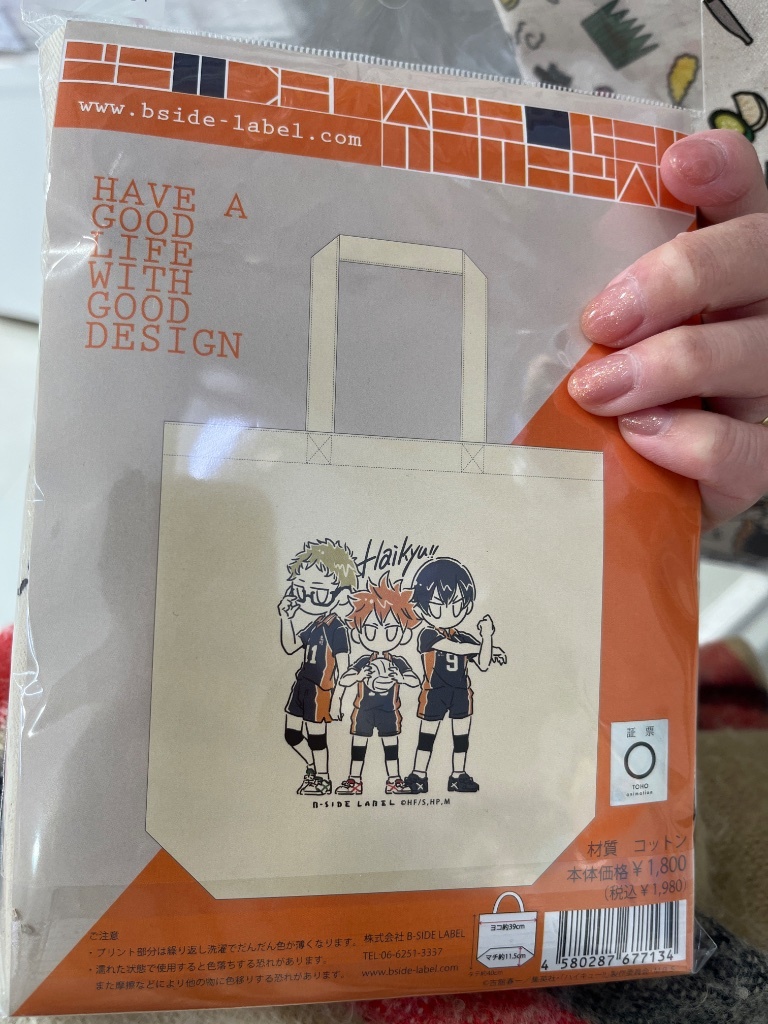 www.bside-label.com
HAVE A
GOOD
LIFE
WITH
GOOD
DESIGN
Haikyu!!
11
9
B-SIDE LABEL ©HF/S,HP,M
証票
TOHO
animation
材質 コットン
本体価格¥1,800
(税込¥1,980)
ご注意
・プリント部分は繰り返し洗濯でだんだん色が薄くなります。
・濡れた状態で使用すると色落ちする恐れがあります。
また摩擦などにより他の物に色移りする恐れがあります。
株式会社 B-SIDE LABEL
TEL 06-6251-3357
www.bside-label.com
ヨコ約39cm
マチ約11.5cm
4 580287 677134